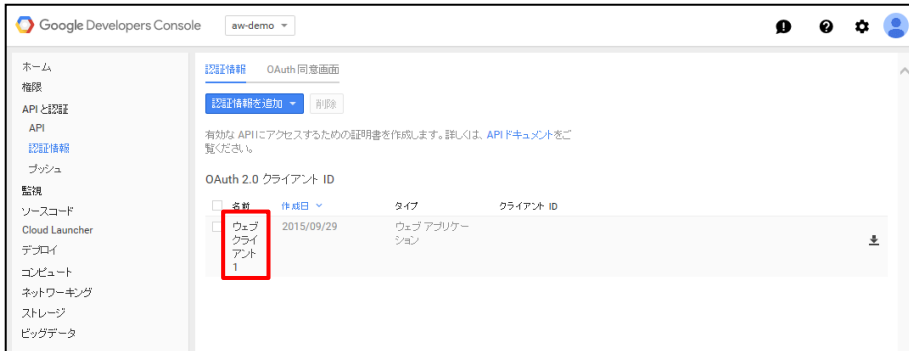 Google Developers Console
aw-demo
ホーム
権限
APIと認証
API
認証情報
プッシュ
監視
ソースコード
Cloud Launcher
デプロイ
コンピュート
ネットワーキング
ストレージ
ビッグデータ
認証情報 OAuth 同意画面
認証情報を追加 削除
有効な APIにアクセスするための証明書を作成します。詳しくは、APIドキュメントをご
覧ください。
OAuth 2.0 クライアント ID
名前 作成日 タイプ クライアント ID
ウェブ 2015/09/29 ウェブ アプリケー
クライ ション
アント
1